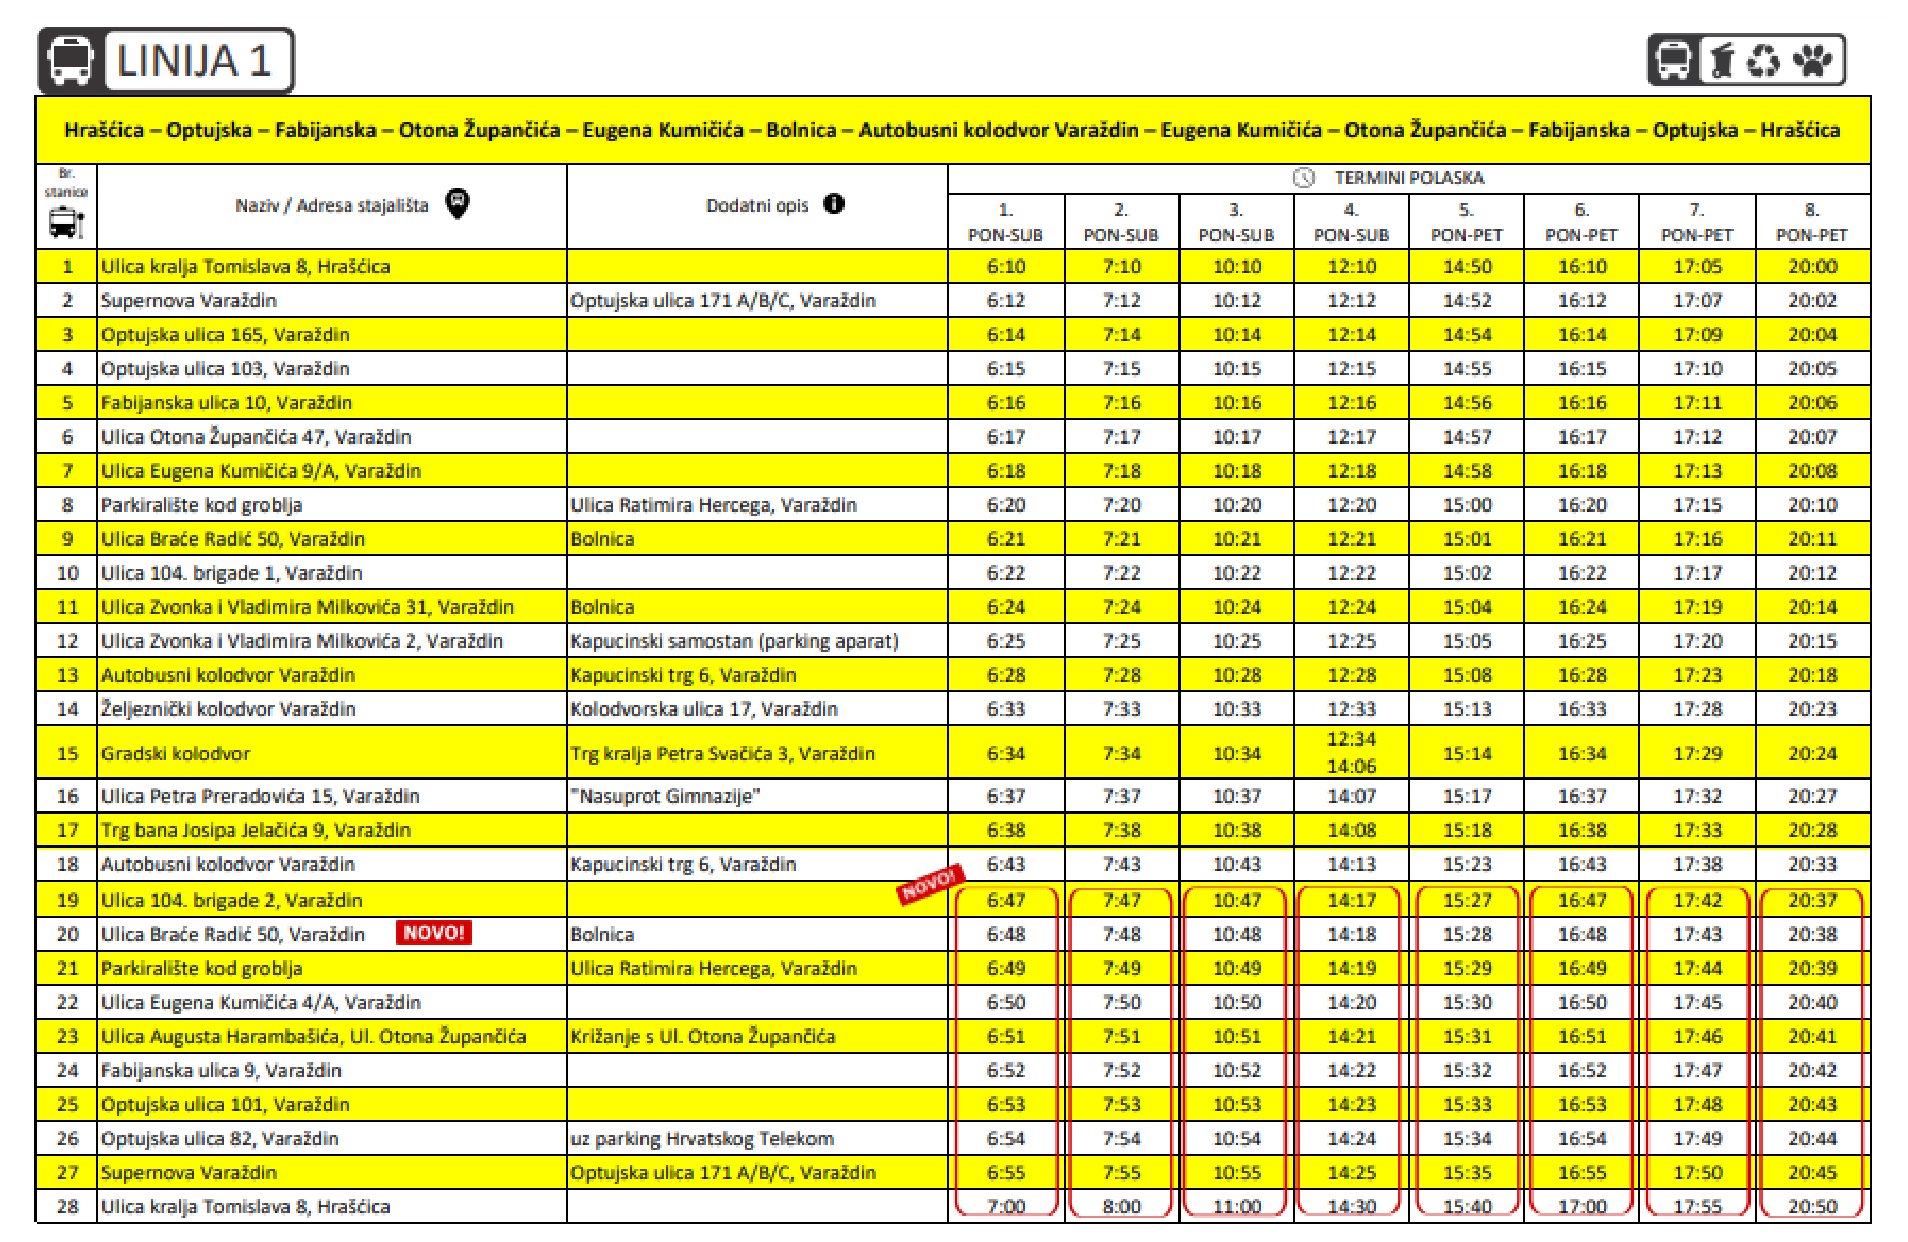 LINIJA 1
Hrašćica – Optujska – Fabijanska – Otona Župančića – Eugena Kumičića – Bolnica – Autobusni kolodvor Varaždin – Eugena Kumičića – Otona Župančića – Fabijanska – Optujska – Hrašćica
Br. stanice Naziv / Adresa stajališta Dodatni opis TERMINI POLASKA
1. 2. 3. 4. 5. 6. 7. 8.
PON-SUB PON-SUB PON-SUB PON-SUB PON-PET PON-PET PON-PET PON-PET
1 Ulica kralja Tomislava 8, Hrašćica 6:10 7:10 10:10 12:10 14:50 16:10 17:05 20:00
2 Supernova Varaždin Optujska ulica 171 A/B/C, Varaždin 6:12 7:12 10:12 12:12 14:52 16:12 17:07 20:02
3 Optujska ulica 165, Varaždin 6:14 7:14 10:14 12:14 14:54 16:14 17:09 20:04
4 Optujska ulica 103, Varaždin 6:15 7:15 10:15 12:15 14:55 16:15 17:10 20:05
5 Fabijanska ulica 10, Varaždin 6:16 7:16 10:16 12:16 14:56 16:16 17:11 20:06
6 Ulica Otona Župančića 47, Varaždin 6:17 7:17 10:17 12:17 14:57 16:17 17:12 20:07
7 Ulica Eugena Kumičića 9/A, Varaždin 6:18 7:18 10:18 12:18 14:58 16:18 17:13 20:08
8 Parkiralište kod groblja Ulica Ratimira Hercega, Varaždin 6:20 7:20 10:20 12:20 15:00 16:20 17:15 20:10
9 Ulica Braće Radić 50, Varaždin Bolnica 6:21 7:21 10:21 12:21 15:01 16:21 17:16 20:11
10 Ulica 104. brigade 1, Varaždin 6:22 7:22 10:22 12:22 15:02 16:22 17:17 20:12
11 Ulica Zvonka i Vladimira Milkovića 31, Varaždin Bolnica 6:24 7:24 10:24 12:24 15:04 16:24 17:19 20:14
12 Ulica Zvonka i Vladimira Milkovića 2, Varaždin Kapucinski samostan (parking aparat) 6:25 7:25 10:25 12:25 15:05 16:25 17:20 20:15
13 Autobusni kolodvor Varaždin Kapucinski trg 6, Varaždin 6:28 7:28 10:28 12:28 15:08 16:28 17:23 20:18
14 Željeznički kolodvor Varaždin Kolodvorska ulica 17, Varaždin 6:33 7:33 10:33 12:33 15:13 16:33 17:28 20:23
15 Gradski kolodvor Trg kralja Petra Svačića 3, Varaždin 6:34 7:34 10:34 12:34 14:06 15:14 16:34 17:29 20:24
16 Ulica Petra Preradovića 15, Varaždin "Nasuprot Gimnazije" 6:37 7:37 10:37 14:07 15:17 16:37 17:32 20:27
17 Trg bana Josipa Jelačića 9, Varaždin 6:38 7:38 10:38 14:08 15:18 16:38 17:33 20:28
18 Autobusni kolodvor Varaždin Kapucinski trg 6, Varaždin 6:43 7:43 10:43 14:13 15:23 16:43 17:38 20:33
19 Ulica 104. brigade 2, Varaždin NOVO! 6:47 7:47 10:47 14:17 15:27 16:47 17:42 20:37
20 Ulica Braće Radić 50, Varaždin NOVO! Bolnica 6:48 7:48 10:48 14:18 15:28 16:48 17:43 20:38
21 Parkiralište kod groblja Ulica Ratimira Hercega, Varaždin 6:49 7:49 10:49 14:19 15:29 16:49 17:44 20:39
22 Ulica Eugena Kumičića 4/A, Varaždin 6:50 7:50 10:50 14:20 15:30 16:50 17:45 20:40
23 Ulica Augusta Harambašića, Ul. Otona Župančića Križanje s Ul. Otona Župančića 6:51 7:51 10:51 14:21 15:31 16:51 17:46 20:41
24 Fabijanska ulica 9, Varaždin 6:52 7:52 10:52 14:22 15:32 16:52 17:47 20:42
25 Optujska ulica 101, Varaždin 6:53 7:53 10:53 14:23 15:33 16:53 17:48 20:43
26 Optujska ulica 82, Varaždin uz parking Hrvatskog Telekom 6:54 7:54 10:54 14:24 15:34 16:54 17:49 20:44
27 Supernova Varaždin Optujska ulica 171 A/B/C, Varaždin 6:55 7:55 10:55 14:25 15:35 16:55 17:50 20:45
28 Ulica kralja Tomislava 8, Hrašćica 7:00 8:00 11:00 14:30 15:40 17:00 17:55 20:50